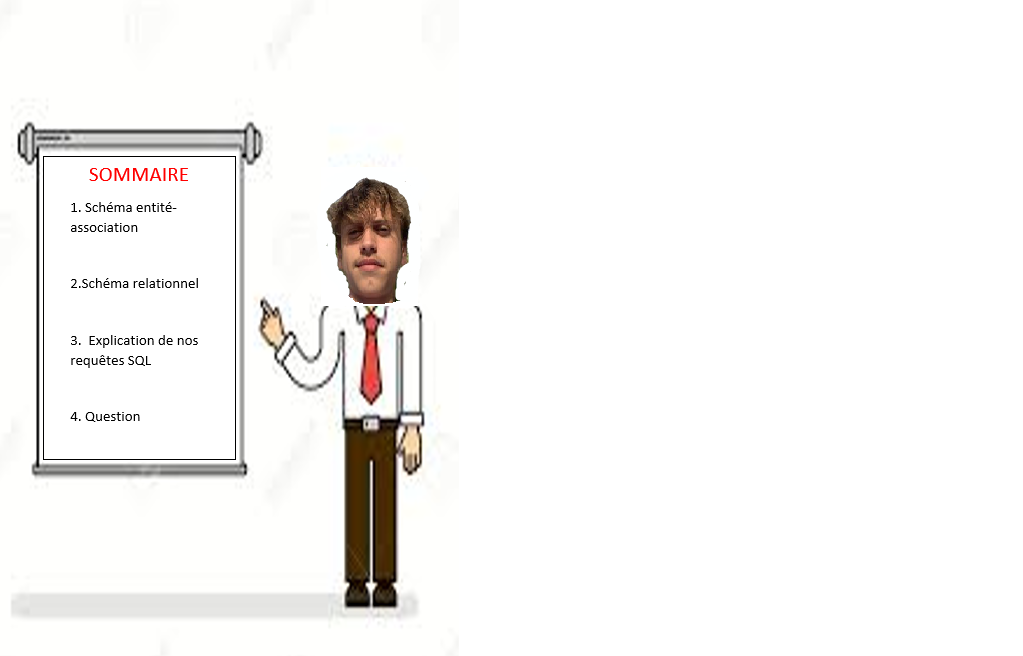 SOMMAIRE
1. Schéma entité-
association
2.Schéma relationnel
3.  Explication de nos
requêtes SQL
4. Question